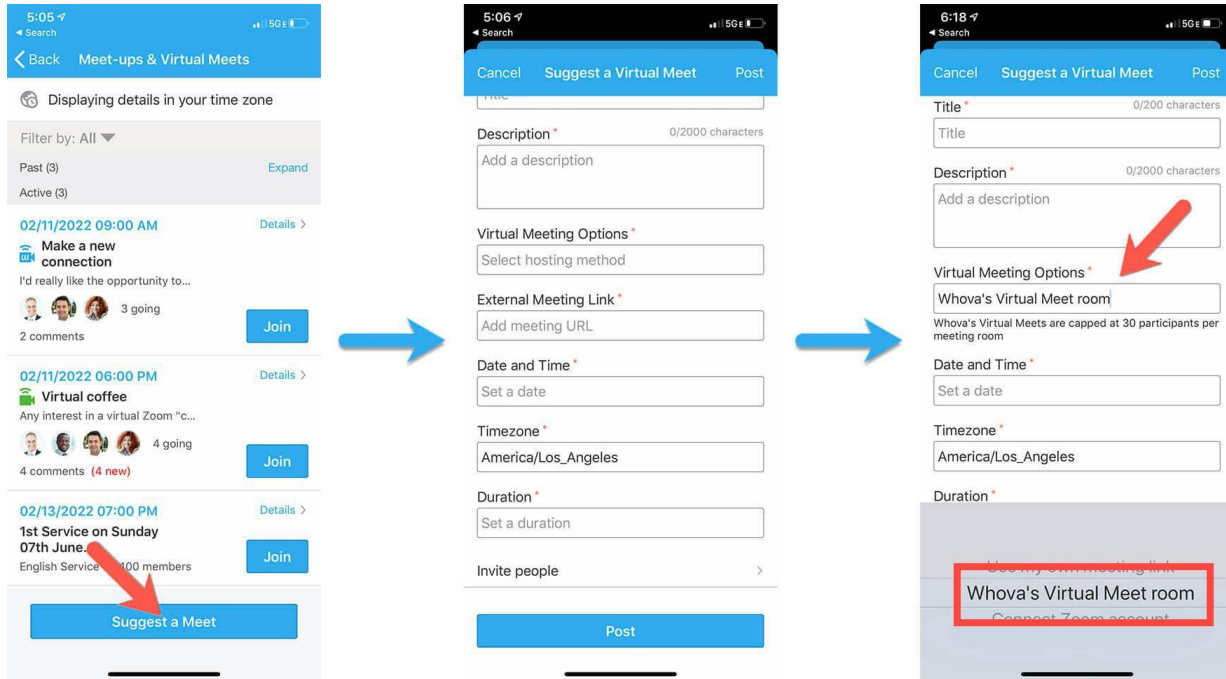 5:05
5G E
◄ Search
Back Meet-ups & Virtual Meets
Displaying details in your time zone
Filter by: All
Past (3) Expand
Active (3)
02/11/2022 09:00 AM Details >
Make a new
connection
I'd really like the opportunity to...
3 going
2 comments
Join
02/11/2022 06:00 PM Details >
Virtual coffee
Any interest in a virtual Zoom "c...
4 going
4 comments (4 new)
Join
02/13/2022 07:00 PM Details >
1st Service on Sunday
07th June.
English Service 100 members
Join
Suggest a Meet
5:06
5G E
◄ Search
Cancel Suggest a Virtual Meet Post
Title
Description * 0/2000 characters
Add a description
Virtual Meeting Options *
Select hosting method
External Meeting Link *
Add meeting URL
Date and Time *
Set a date
Timezone *
America/Los_Angeles
Duration *
Set a duration
Invite people >
Post
6:18
5G E
◄ Search
Cancel Suggest a Virtual Meet Post
Title * 0/200 characters
Title
Description * 0/2000 characters
Add a description
Virtual Meeting Options *
Whova's Virtual Meet room
Whova's Virtual Meets are capped at 30 participants per
meeting room
Date and Time *
Set a date
Timezone *
America/Los_Angeles
Duration *
Use my own meeting link
Whova's Virtual Meet room
Connect Zoom account